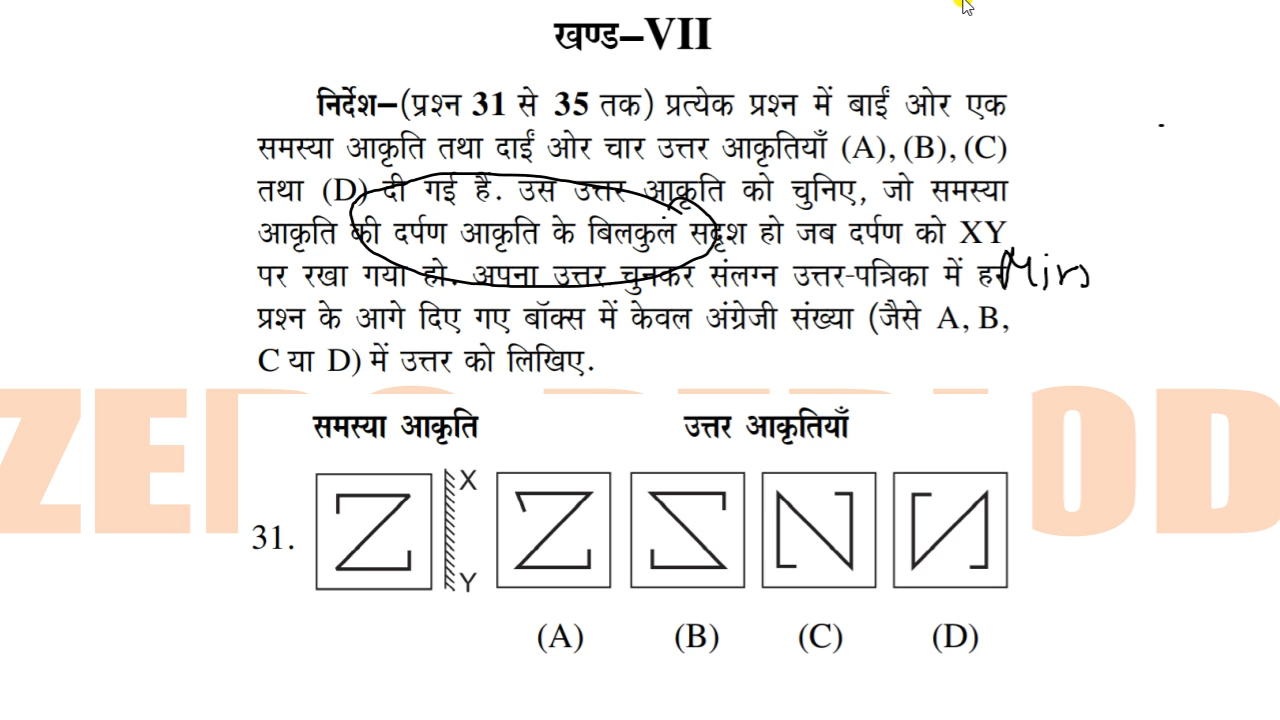 खण्ड–VII
निर्देश–(प्रश्न 31 से 35 तक) प्रत्येक प्रश्न में बाईं ओर एक
समस्या आकृति तथा दाईं ओर चार उत्तर आकृतियाँ (A), (B), (C)
तथा (D) दी गई हैं. उस उत्तर आकृति को चुनिए, जो समस्या
आकृति की दर्पण आकृति के बिलकुल सदृश हो जब दर्पण को XY
पर रखा गया हो. अपना उत्तर चुनकर संलग्न उत्तर-पत्रिका में हर
प्रश्न के आगे दिए गए बॉक्स में केवल अंग्रेजी संख्या (जैसे A, B,
C या D) में उत्तर को लिखिए.
ZERO PERIOD
समस्या आकृति उत्तर आकृतियाँ
X
31.
Y
(A) (B) (C) (D)